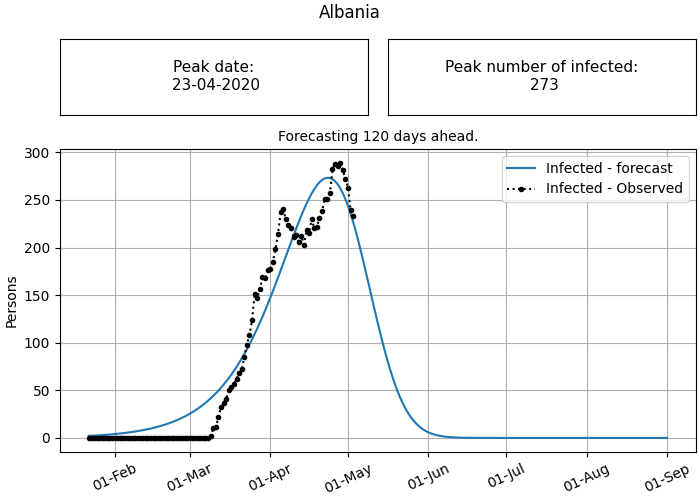 Albania
Peak date:
23-04-2020
Peak number of infected:
273
Forecasting 120 days ahead.
Infected - forecast
Infected - Observed
Persons
300
250
200
150
100
50
0
01-Feb
01-Mar
01-Apr
01-May
01-Jun
01-Jul
01-Aug
01-Sep